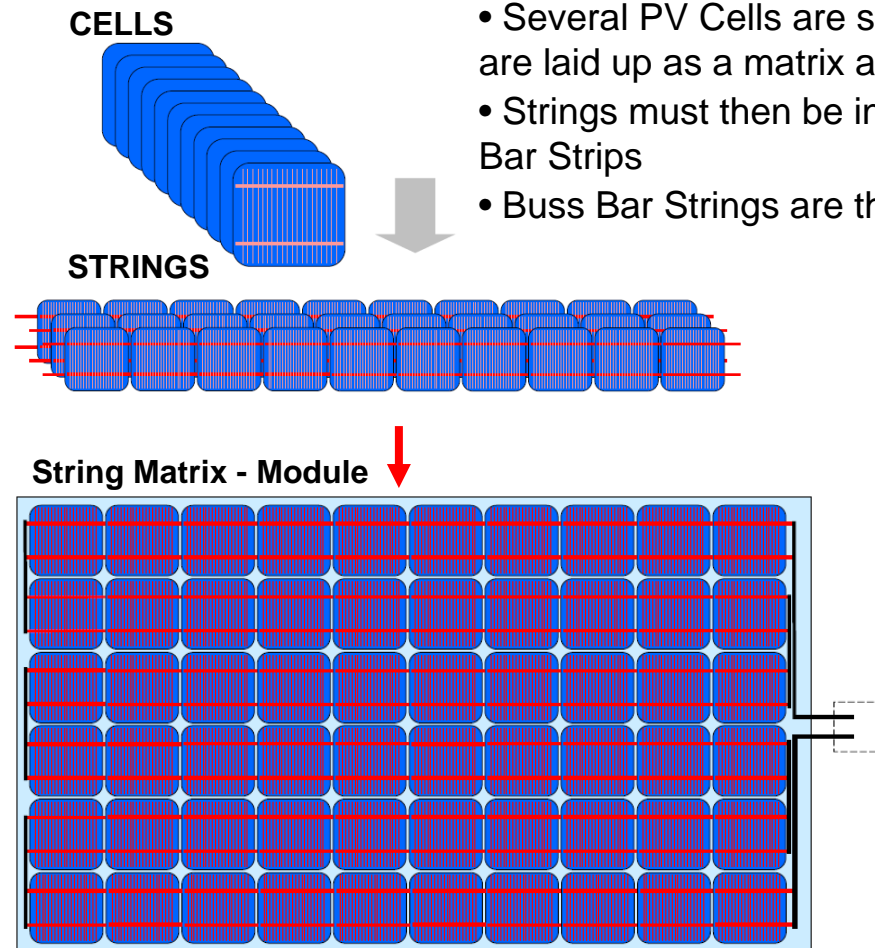 CELLS
• Several PV Cells are s
are laid up as a matrix a
• Strings must then be in
Bar Strips
• Buss Bar Strings are th
STRINGS
String Matrix - Module